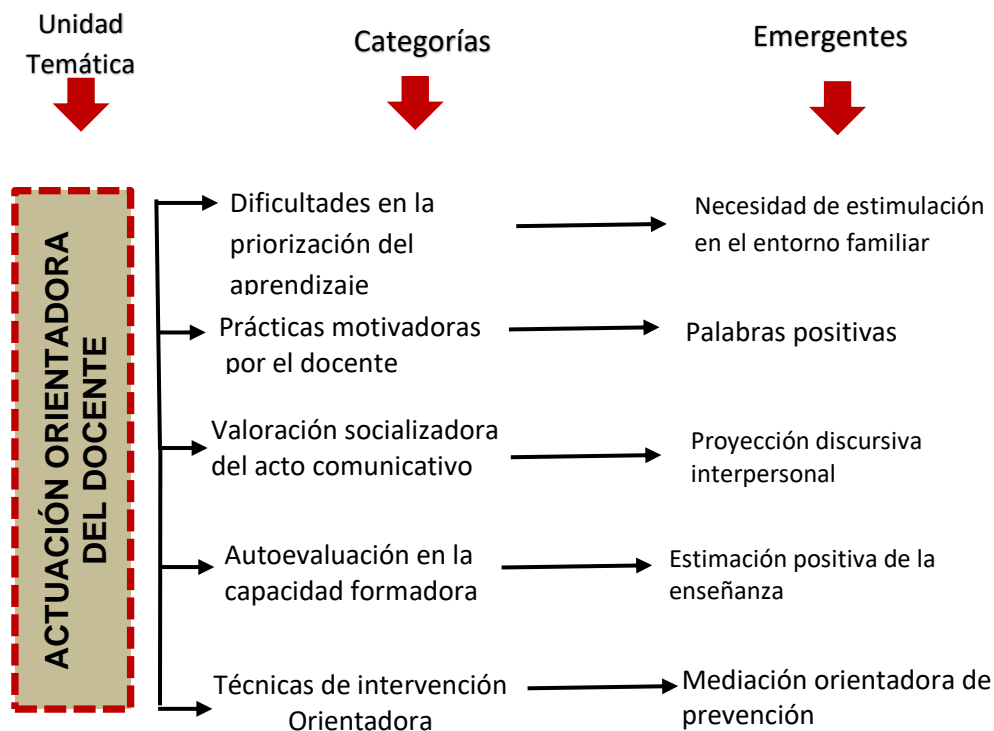 Unidad
Temática
Categorías
Emergentes
ACTUACIÓN ORIENTADORA
DEL DOCENTE
Dificultades en la
priorización del
aprendizaje
Necesidad de estimulación
en el entorno familiar
Prácticas motivadoras
por el docente
Palabras positivas
Valoración socializadora
del acto comunicativo
Proyección discursiva
interpersonal
Autoevaluación en la
capacidad formadora
Estimación positiva de la
enseñanza
Técnicas de intervención
Orientadora
Mediación orientadora de
prevención